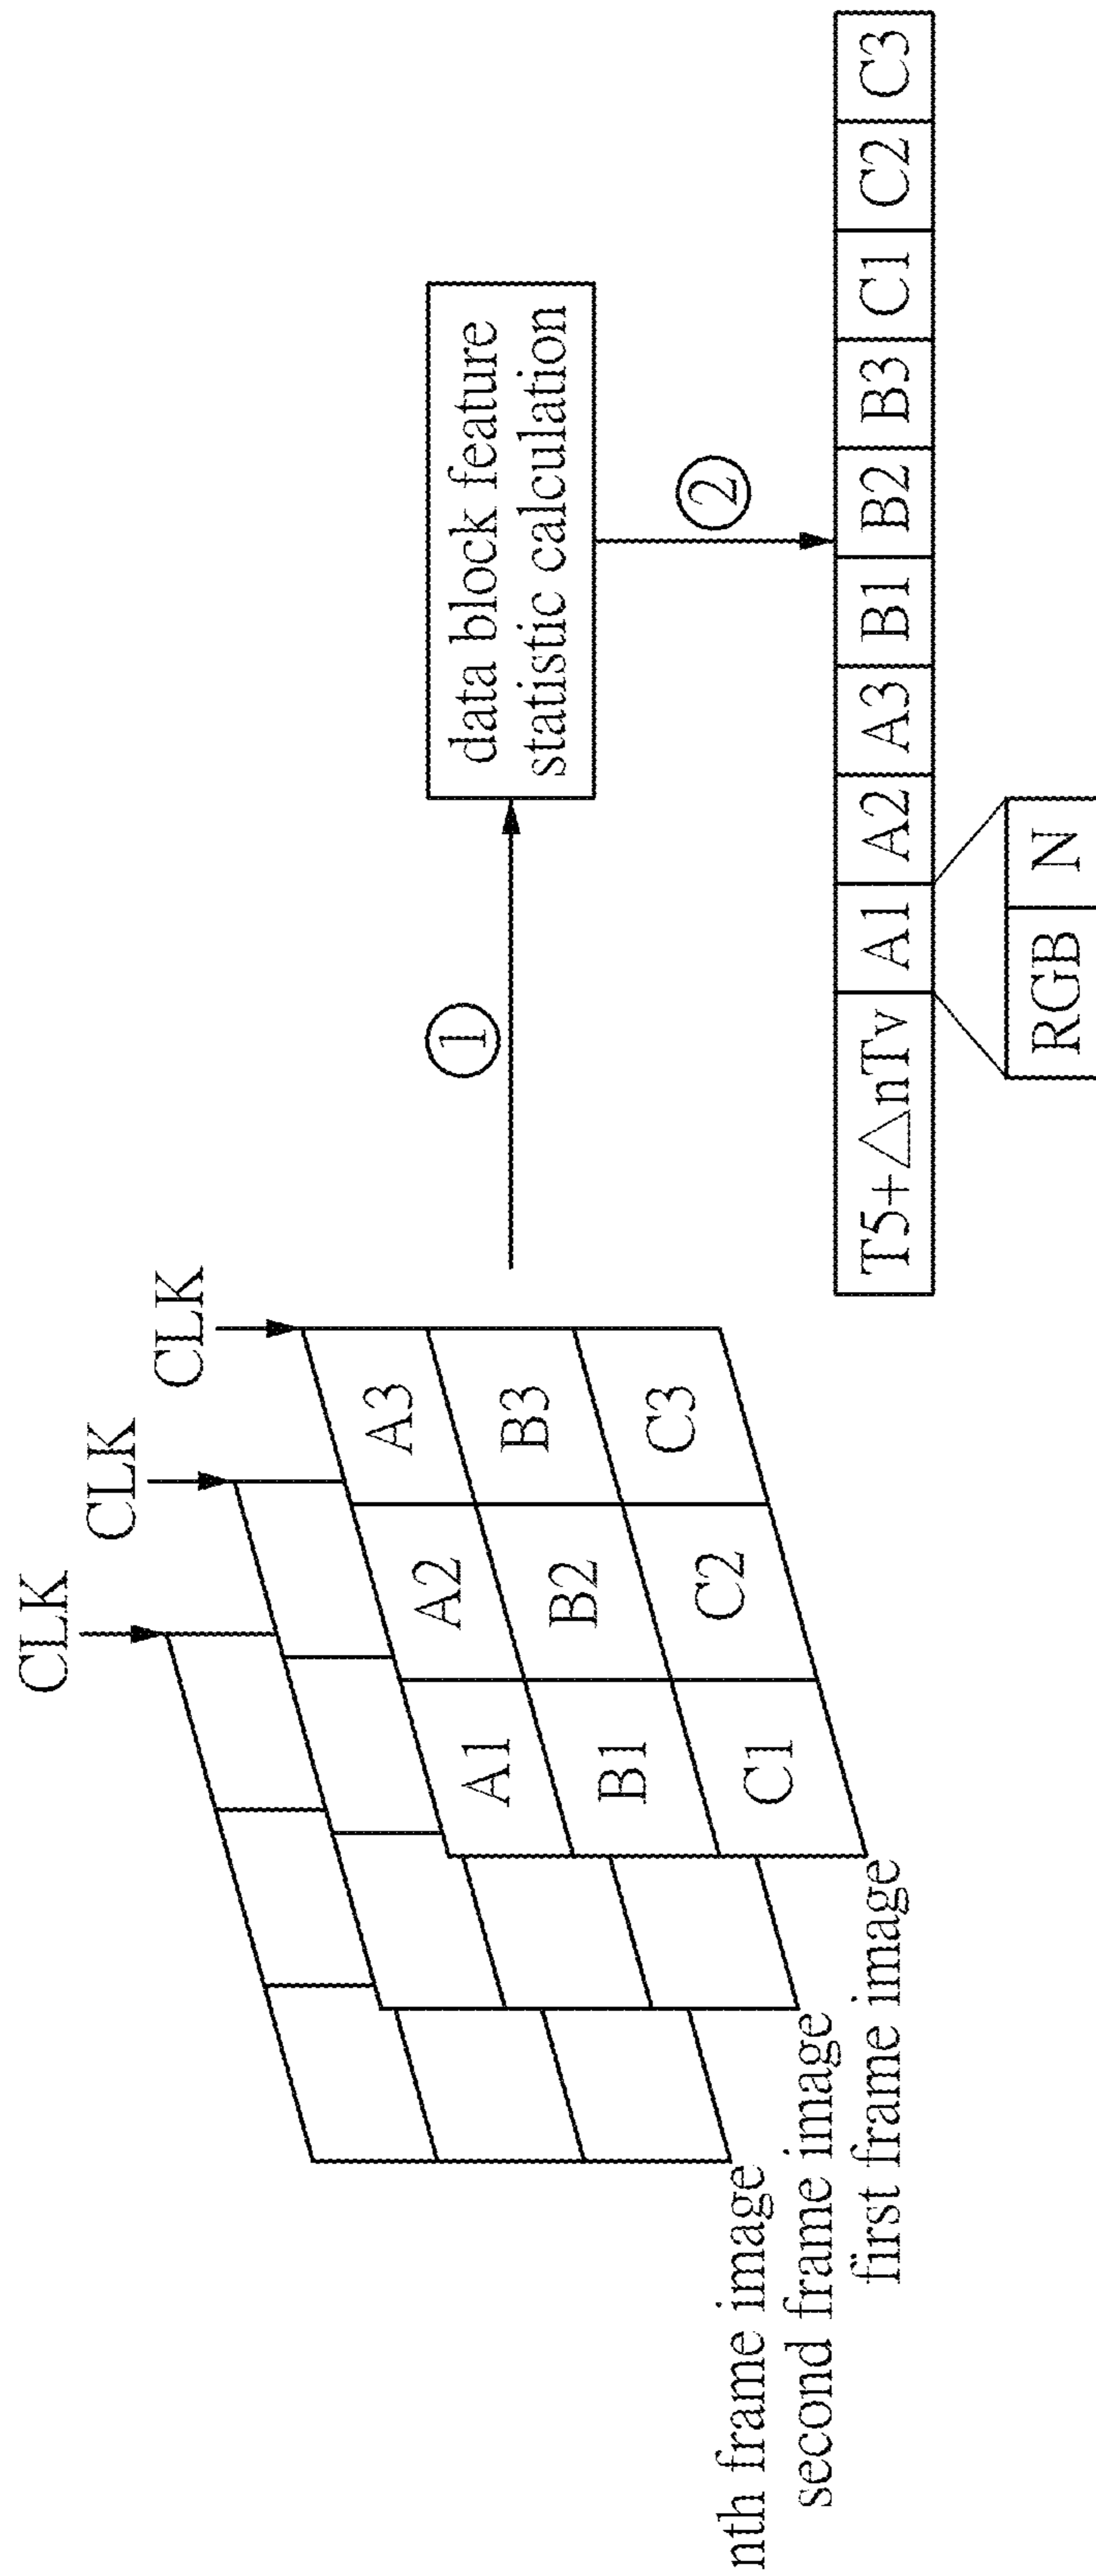 CLK
CLK
CLK
A1 A2 A3
B1 B2 B3
C1 C2 C3
nth frame image
second frame image
first frame image
①
data block feature
statistic calculation
②
T5+△nTv A1 A2 A3 B1 B2 B3 C1 C2 C3
RGB N